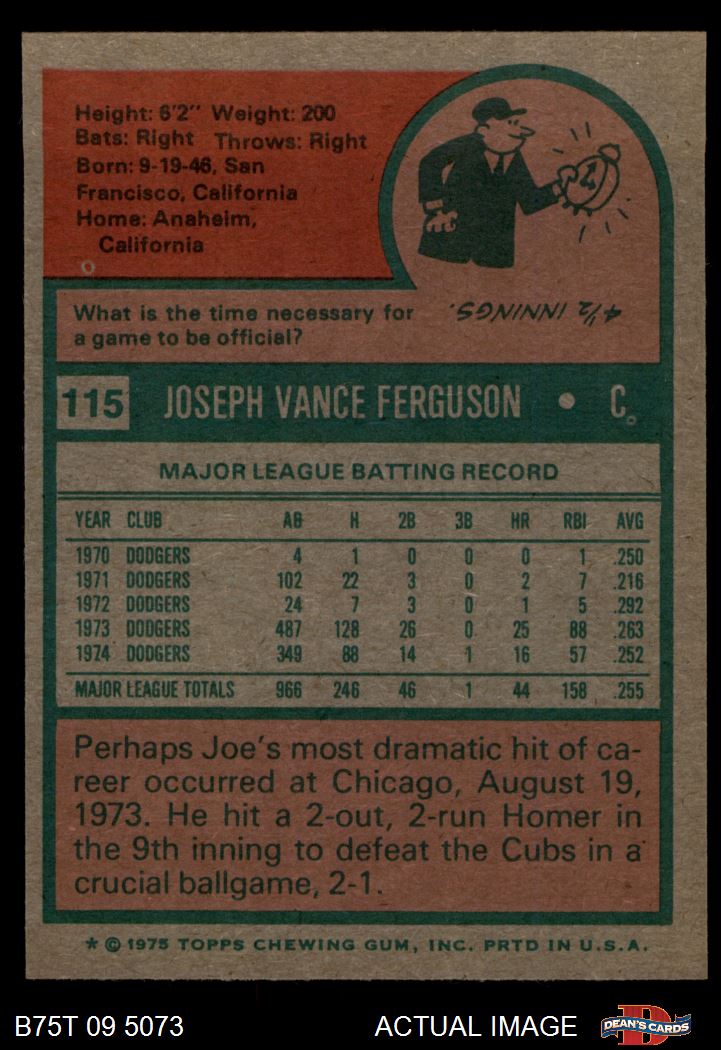 Height: 6'2" Weight: 200
Bats: Right Throws: Right
Born: 9-19-46, San
Francisco, California
Home: Anaheim,
California
What is the time necessary for
a game to be official?
4½ INNINGS.
115 JOSEPH VANCE FERGUSON • C.
MAJOR LEAGUE BATTING RECORD
YEAR CLUB AB H 2B 3B HR RBI AVG
1970 DODGERS 4 1 0 0 0 1 .250
1971 DODGERS 102 22 3 0 2 7 .216
1972 DODGERS 24 7 3 0 1 5 .292
1973 DODGERS 487 128 26 0 25 88 .263
1974 DODGERS 349 88 14 1 16 57 .252
MAJOR LEAGUE TOTALS 966 246 46 1 44 158 .255
Perhaps Joe's most dramatic hit of ca-
reer occurred at Chicago, August 19,
1973. He hit a 2-out, 2-run Homer in
the 9th inning to defeat the Cubs in a
crucial ballgame, 2-1.
* © 1975 TOPPS CHEWING GUM, INC. PRTD IN U.S.A.
B75T 09 5073 ACTUAL IMAGE DEAN'S CARDS